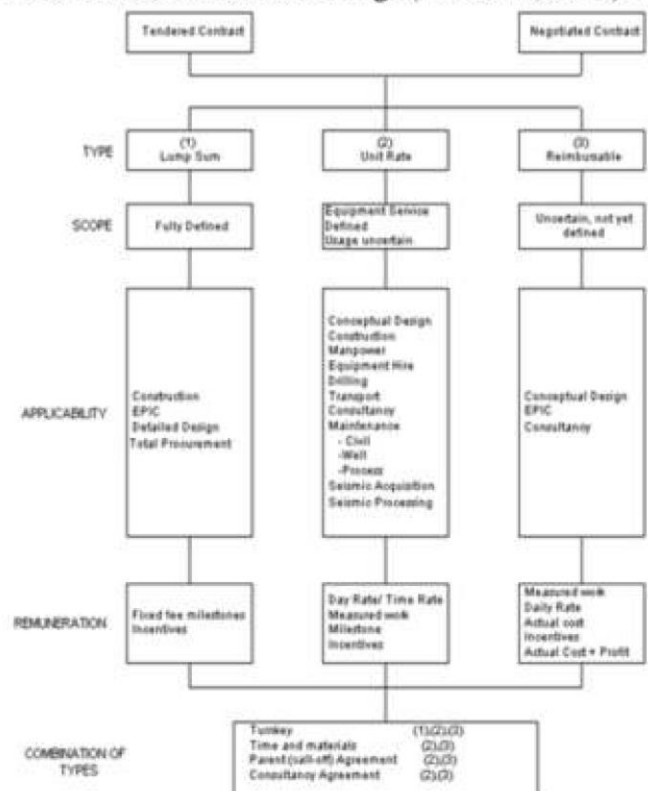 Tendered Contract
Negotiated Contract
TYPE
(1)
Lump Sum
(2)
Unit Rate
(3)
Reimbursable
SCOPE
Fully Defined
Equipment Service
Defined
Usage uncertain
Uncertain, not yet
defined
APPLICABILITY
Construction
EPIC
Detailed Design
Total Procurement
Conceptual Design
Construction
Manpower
Equipment Hire
Drilling
Transport
Consultancy
Maintenance
- Civil
-Well
-Process
Seismic Acquisition
Seismic Processing
Conceptual Design
EPIC
Consultancy
REMUNERATION
Fixed fee milestones
Incentives
Day Rate/ Time Rate
Measured work
Milestone
Incentives
Measured work
Daily Rate
Actual cost
Incentives
Actual Cost + Profit
COMBINATION OF
TYPES
Turnkey (1),(2),(3)
Time and materials (2),(3)
Parent (call-off) Agreement (2),(3)
Consultancy Agreement (2),(3)